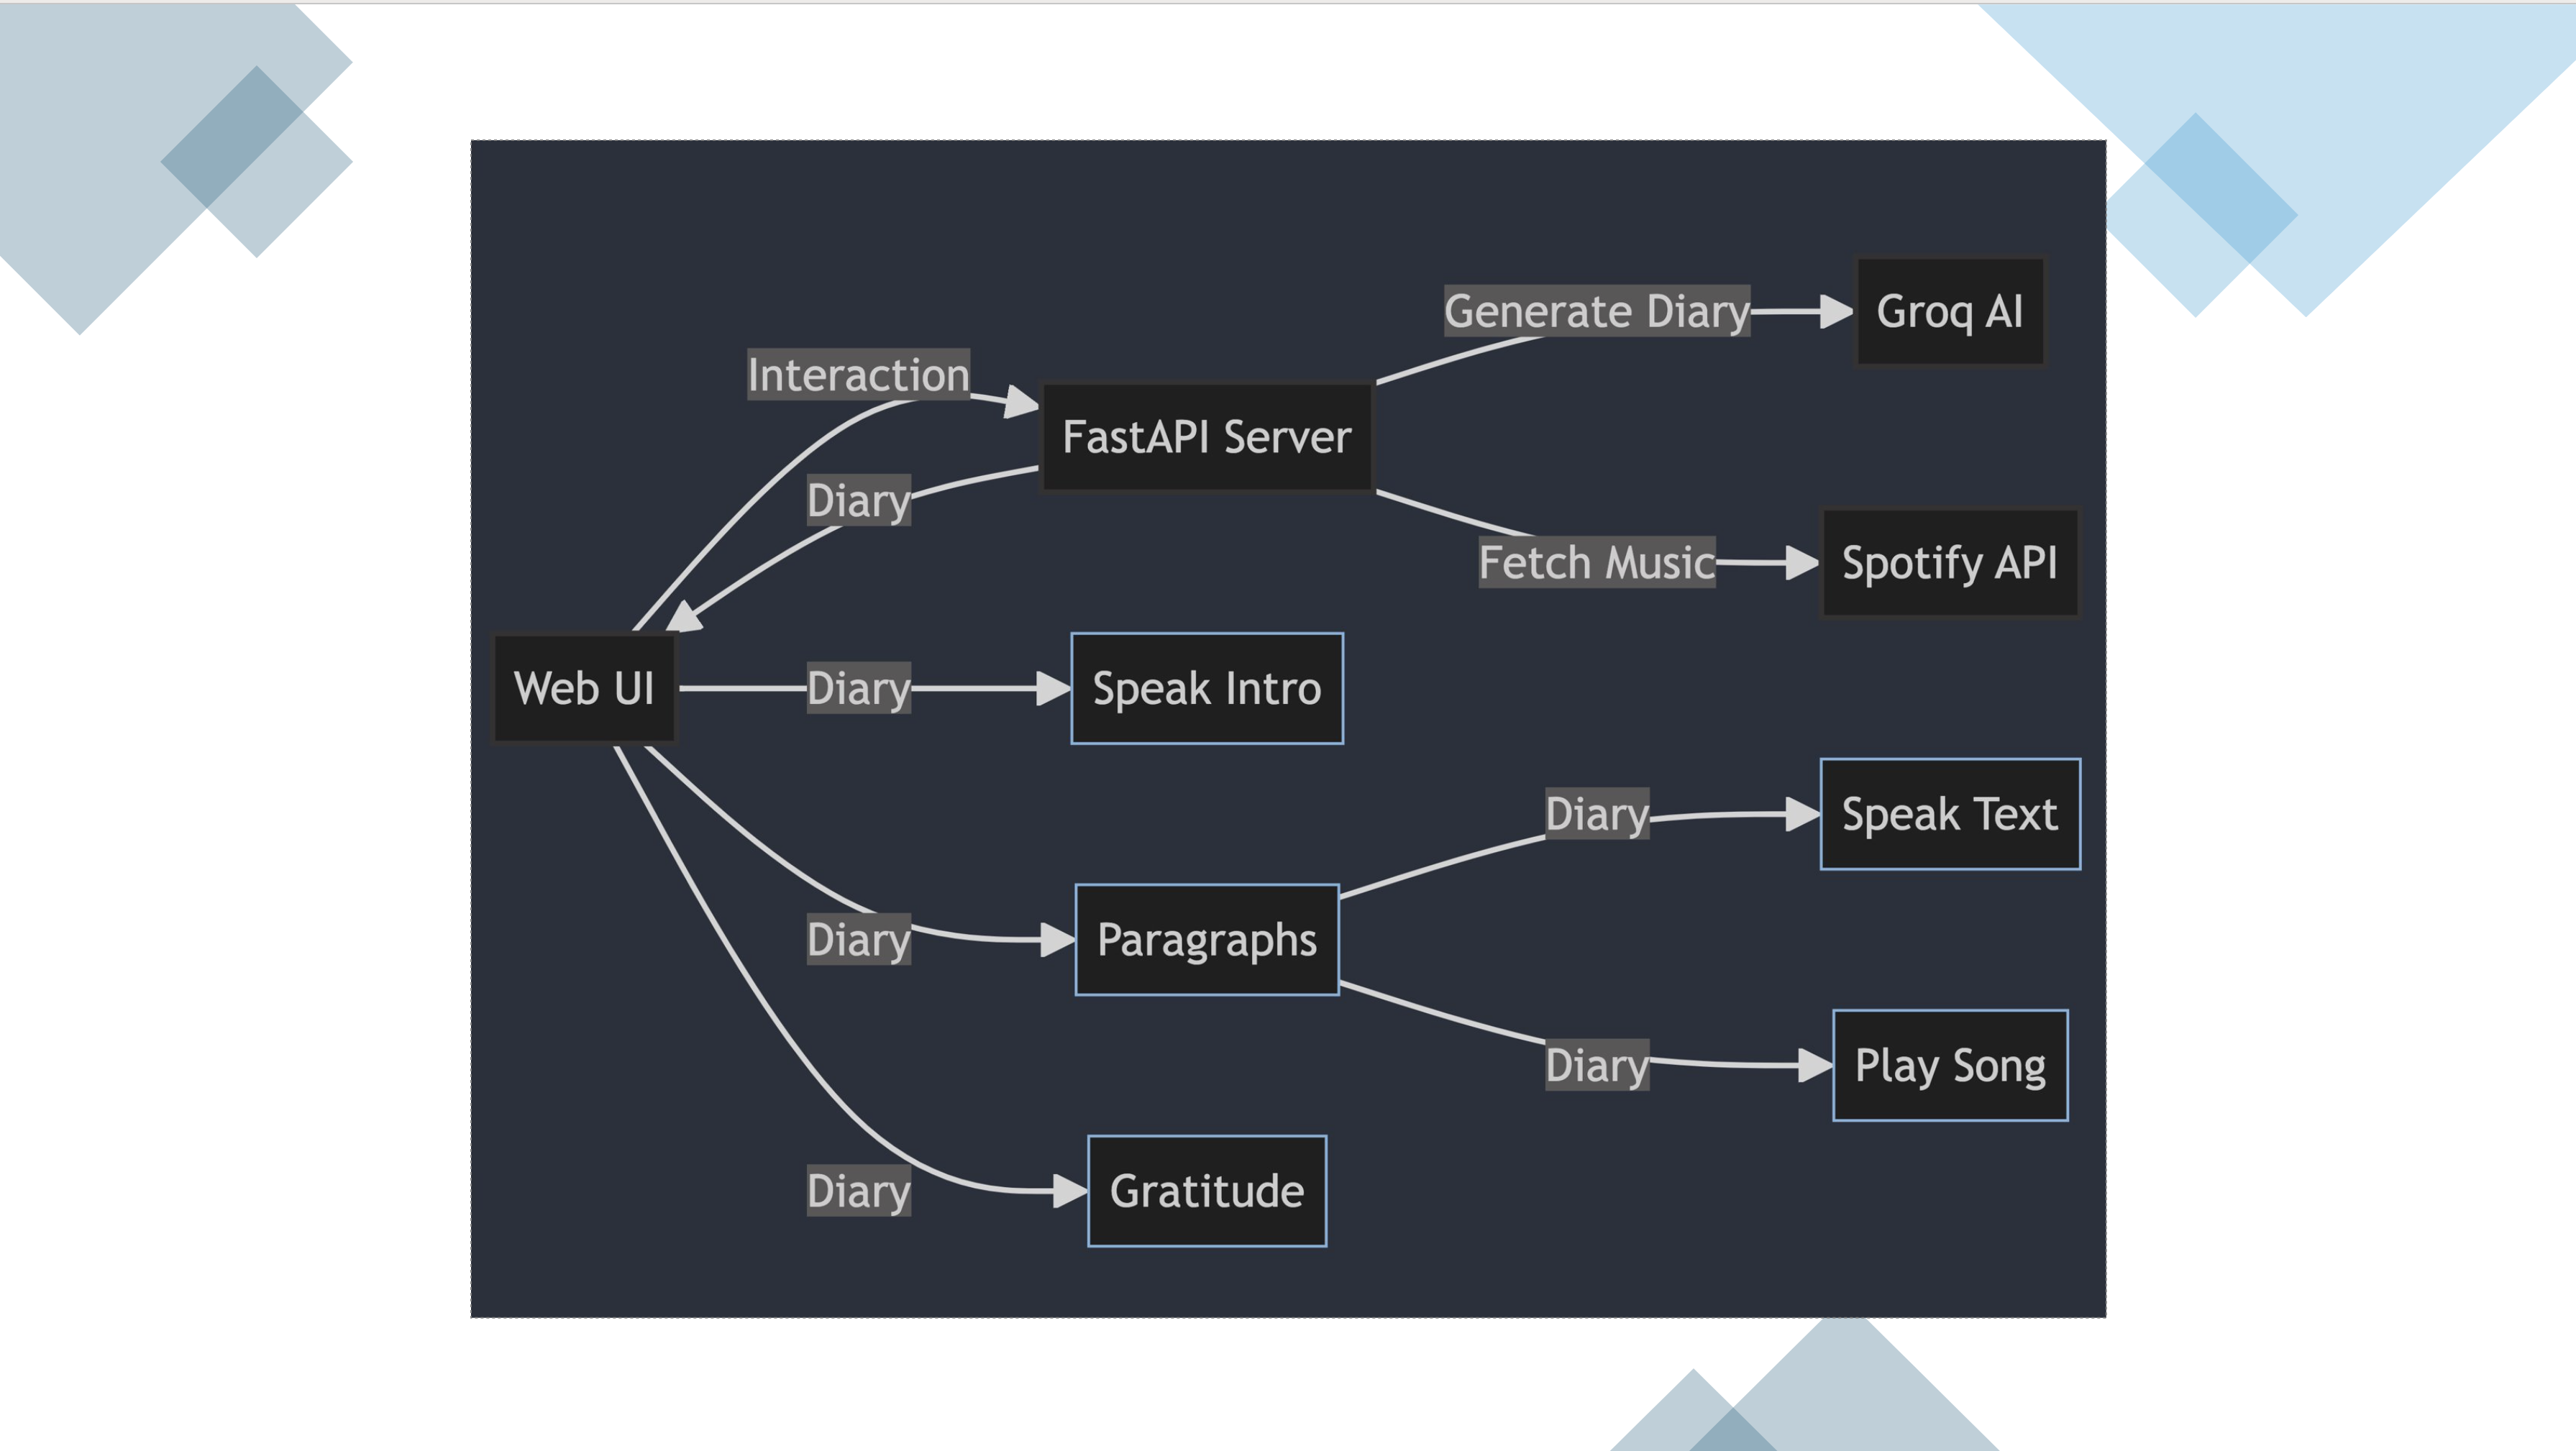 Generate Diary
Groq AI
Interaction
FastAPI Server
Diary
Fetch Music
Spotify API
Web UI
Diary
Speak Intro
Diary
Speak Text
Diary
Paragraphs
Diary
Play Song
Diary
Gratitude